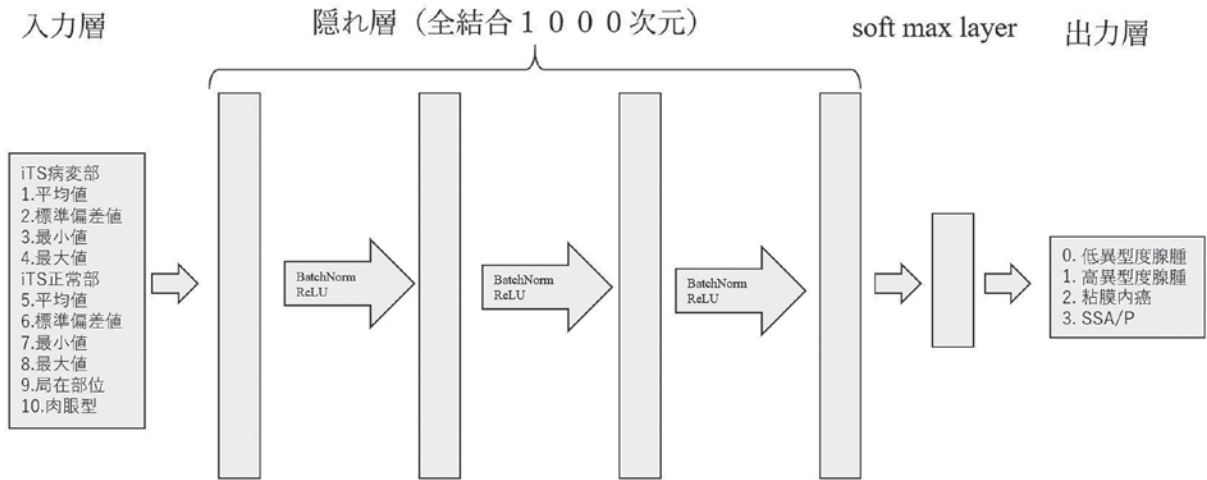 入力層
隠れ層（全結合１０００次元）
soft max layer
出力層
iTS病変部
1.平均値
2.標準偏差値
3.最小値
4.最大値
iTS正常部
5.平均値
6.標準偏差値
7.最小値
8.最大値
9.局在部位
10.肉眼型
BatchNorm
ReLU
BatchNorm
ReLU
BatchNorm
ReLU
0. 低異型度腺腫
1. 高異型度腺腫
2. 粘膜内癌
3. SSA/P